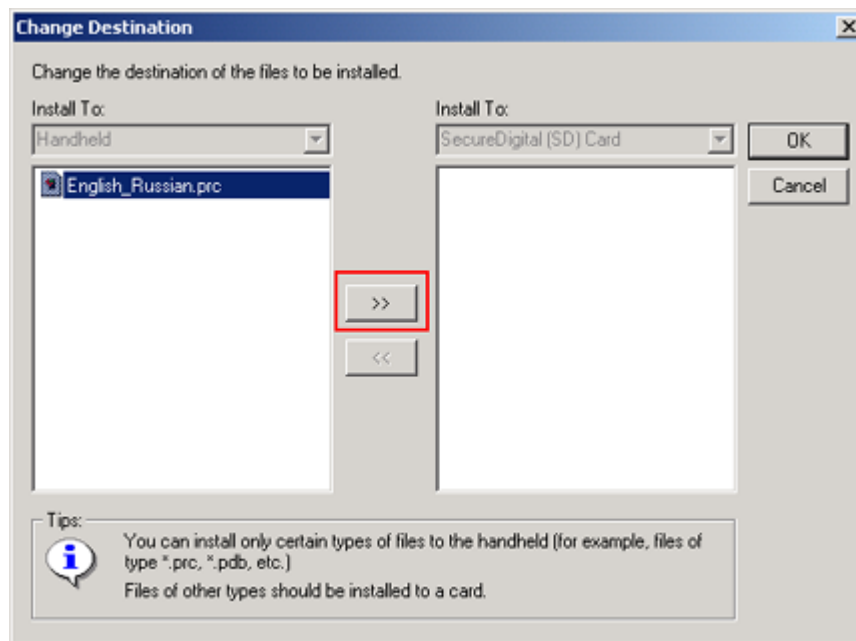 Change Destination
Change the destination of the files to be installed.
Install To:
Handheld
Install To:
SecureDigital (SD) Card
OK
Cancel
English_Russian.prc
>>
<<
Tips:
You can install only certain types of files to the handheld (for example, files of
type *.prc, *.pdb, etc.)
Files of other types should be installed to a card.